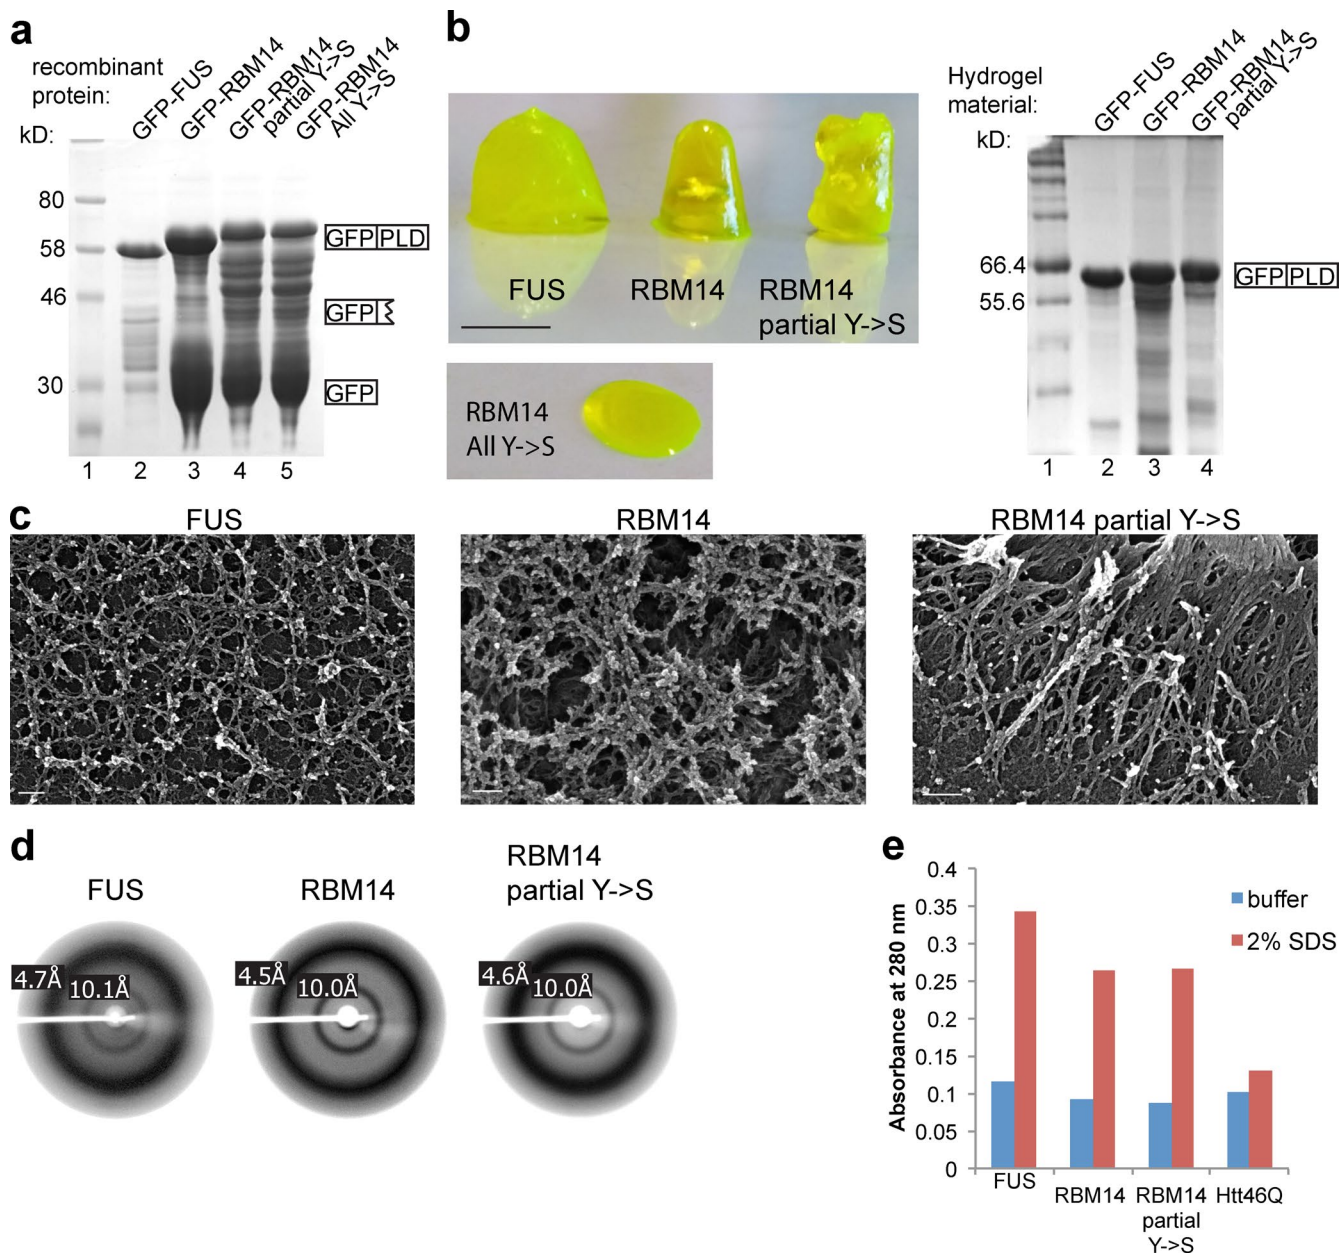 a
recombinant
protein:
GFP-FUS
GFP-RBM14
GFP-RBM14
partial Y->S
GFP-RBM14
All Y->S
kD:
80
58
46
30
GFP PLD
GFP
GFP
1 2 3 4 5
b
FUS
RBM14
RBM14
partial Y->S
RBM14
All Y->S
Hydrogel
material:
GFP-FUS
GFP-RBM14
GFP-RBM14
partial Y->S
kD:
66.4
55.6
GFP PLD
1 2 3 4
c
FUS
RBM14
RBM14 partial Y->S
d
FUS
RBM14
RBM14
partial Y->S
4.7Å
10.1Å
4.5Å
10.0Å
4.6Å
10.0Å
e
Absorbance at 280 nm
0.4
0.35
0.3
0.25
0.2
0.15
0.1
0.05
0
buffer
2% SDS
FUS
RBM14
RBM14
partial
Y->S
Htt46Q